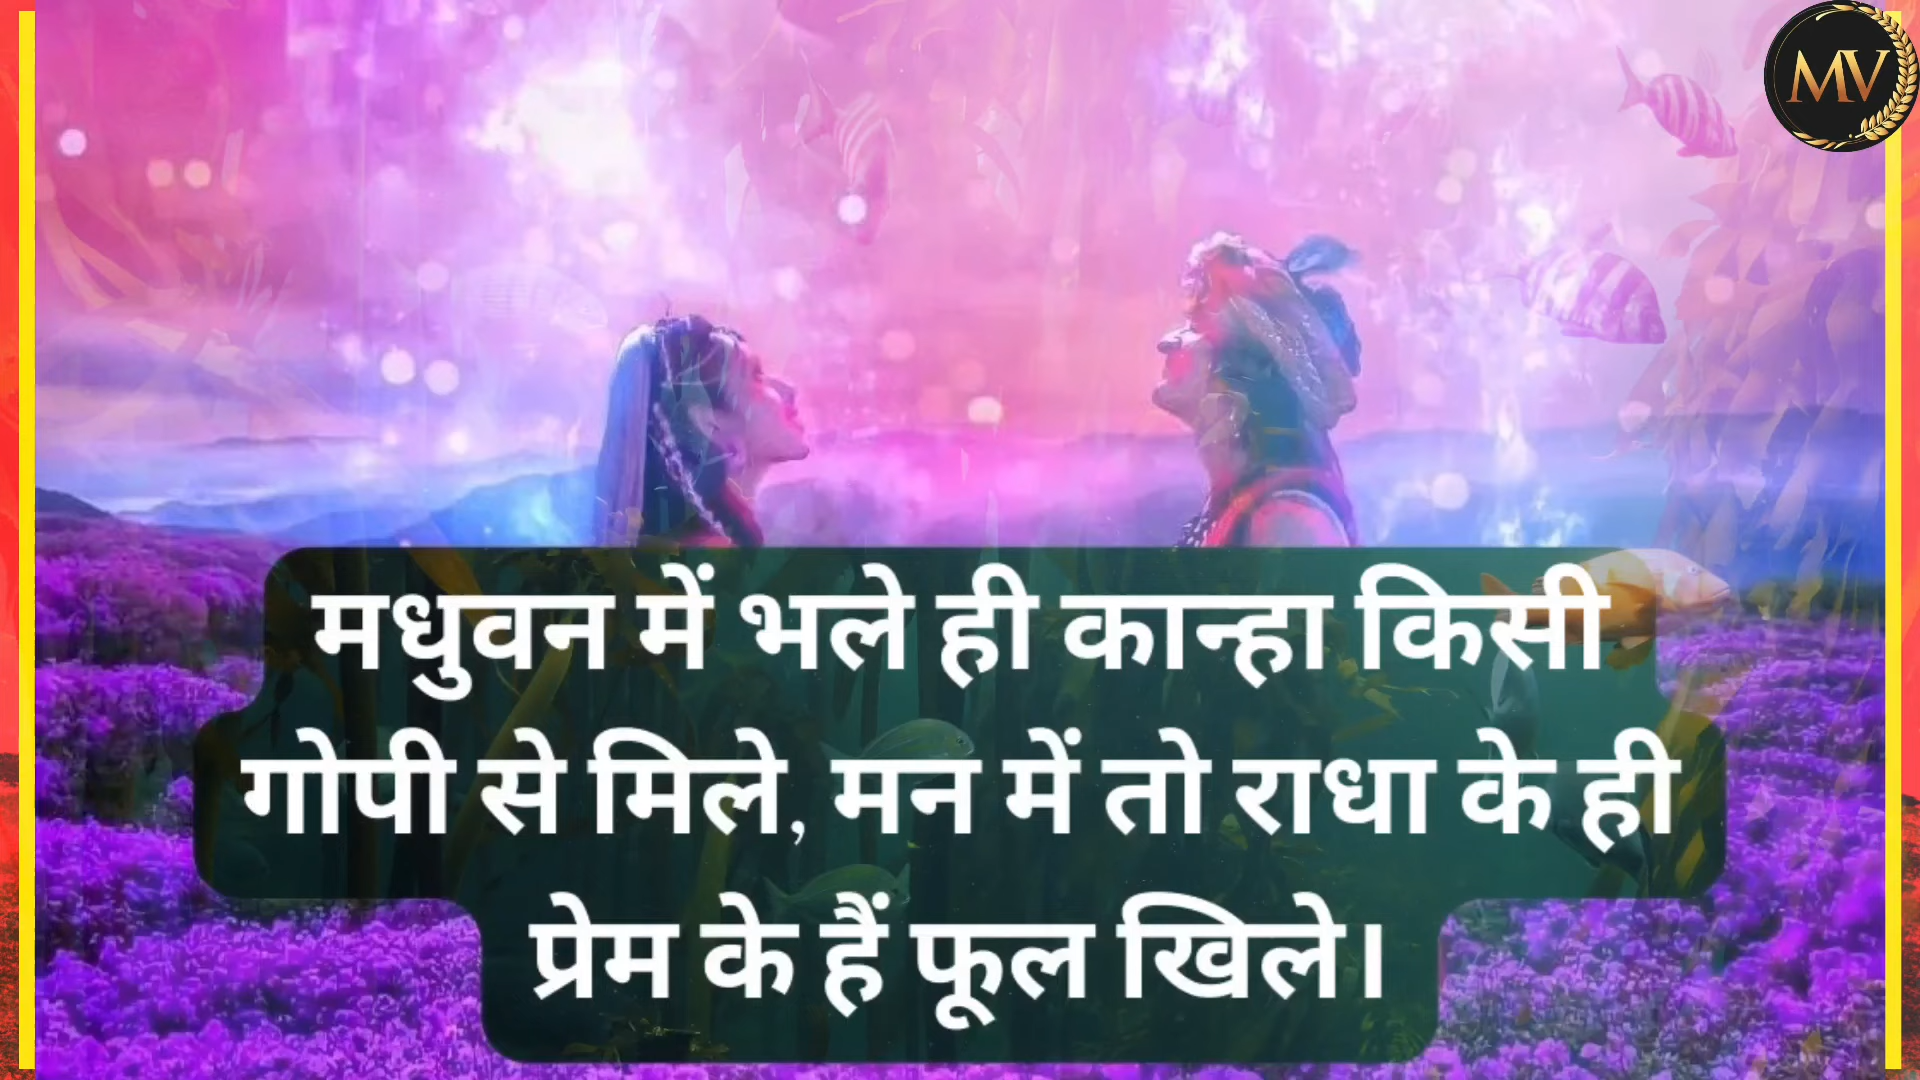 MV
मधुवन में भले ही कान्हा किसी
गोपी से मिले, मन में तो राधा के ही
प्रेम के हैं फूल खिले।